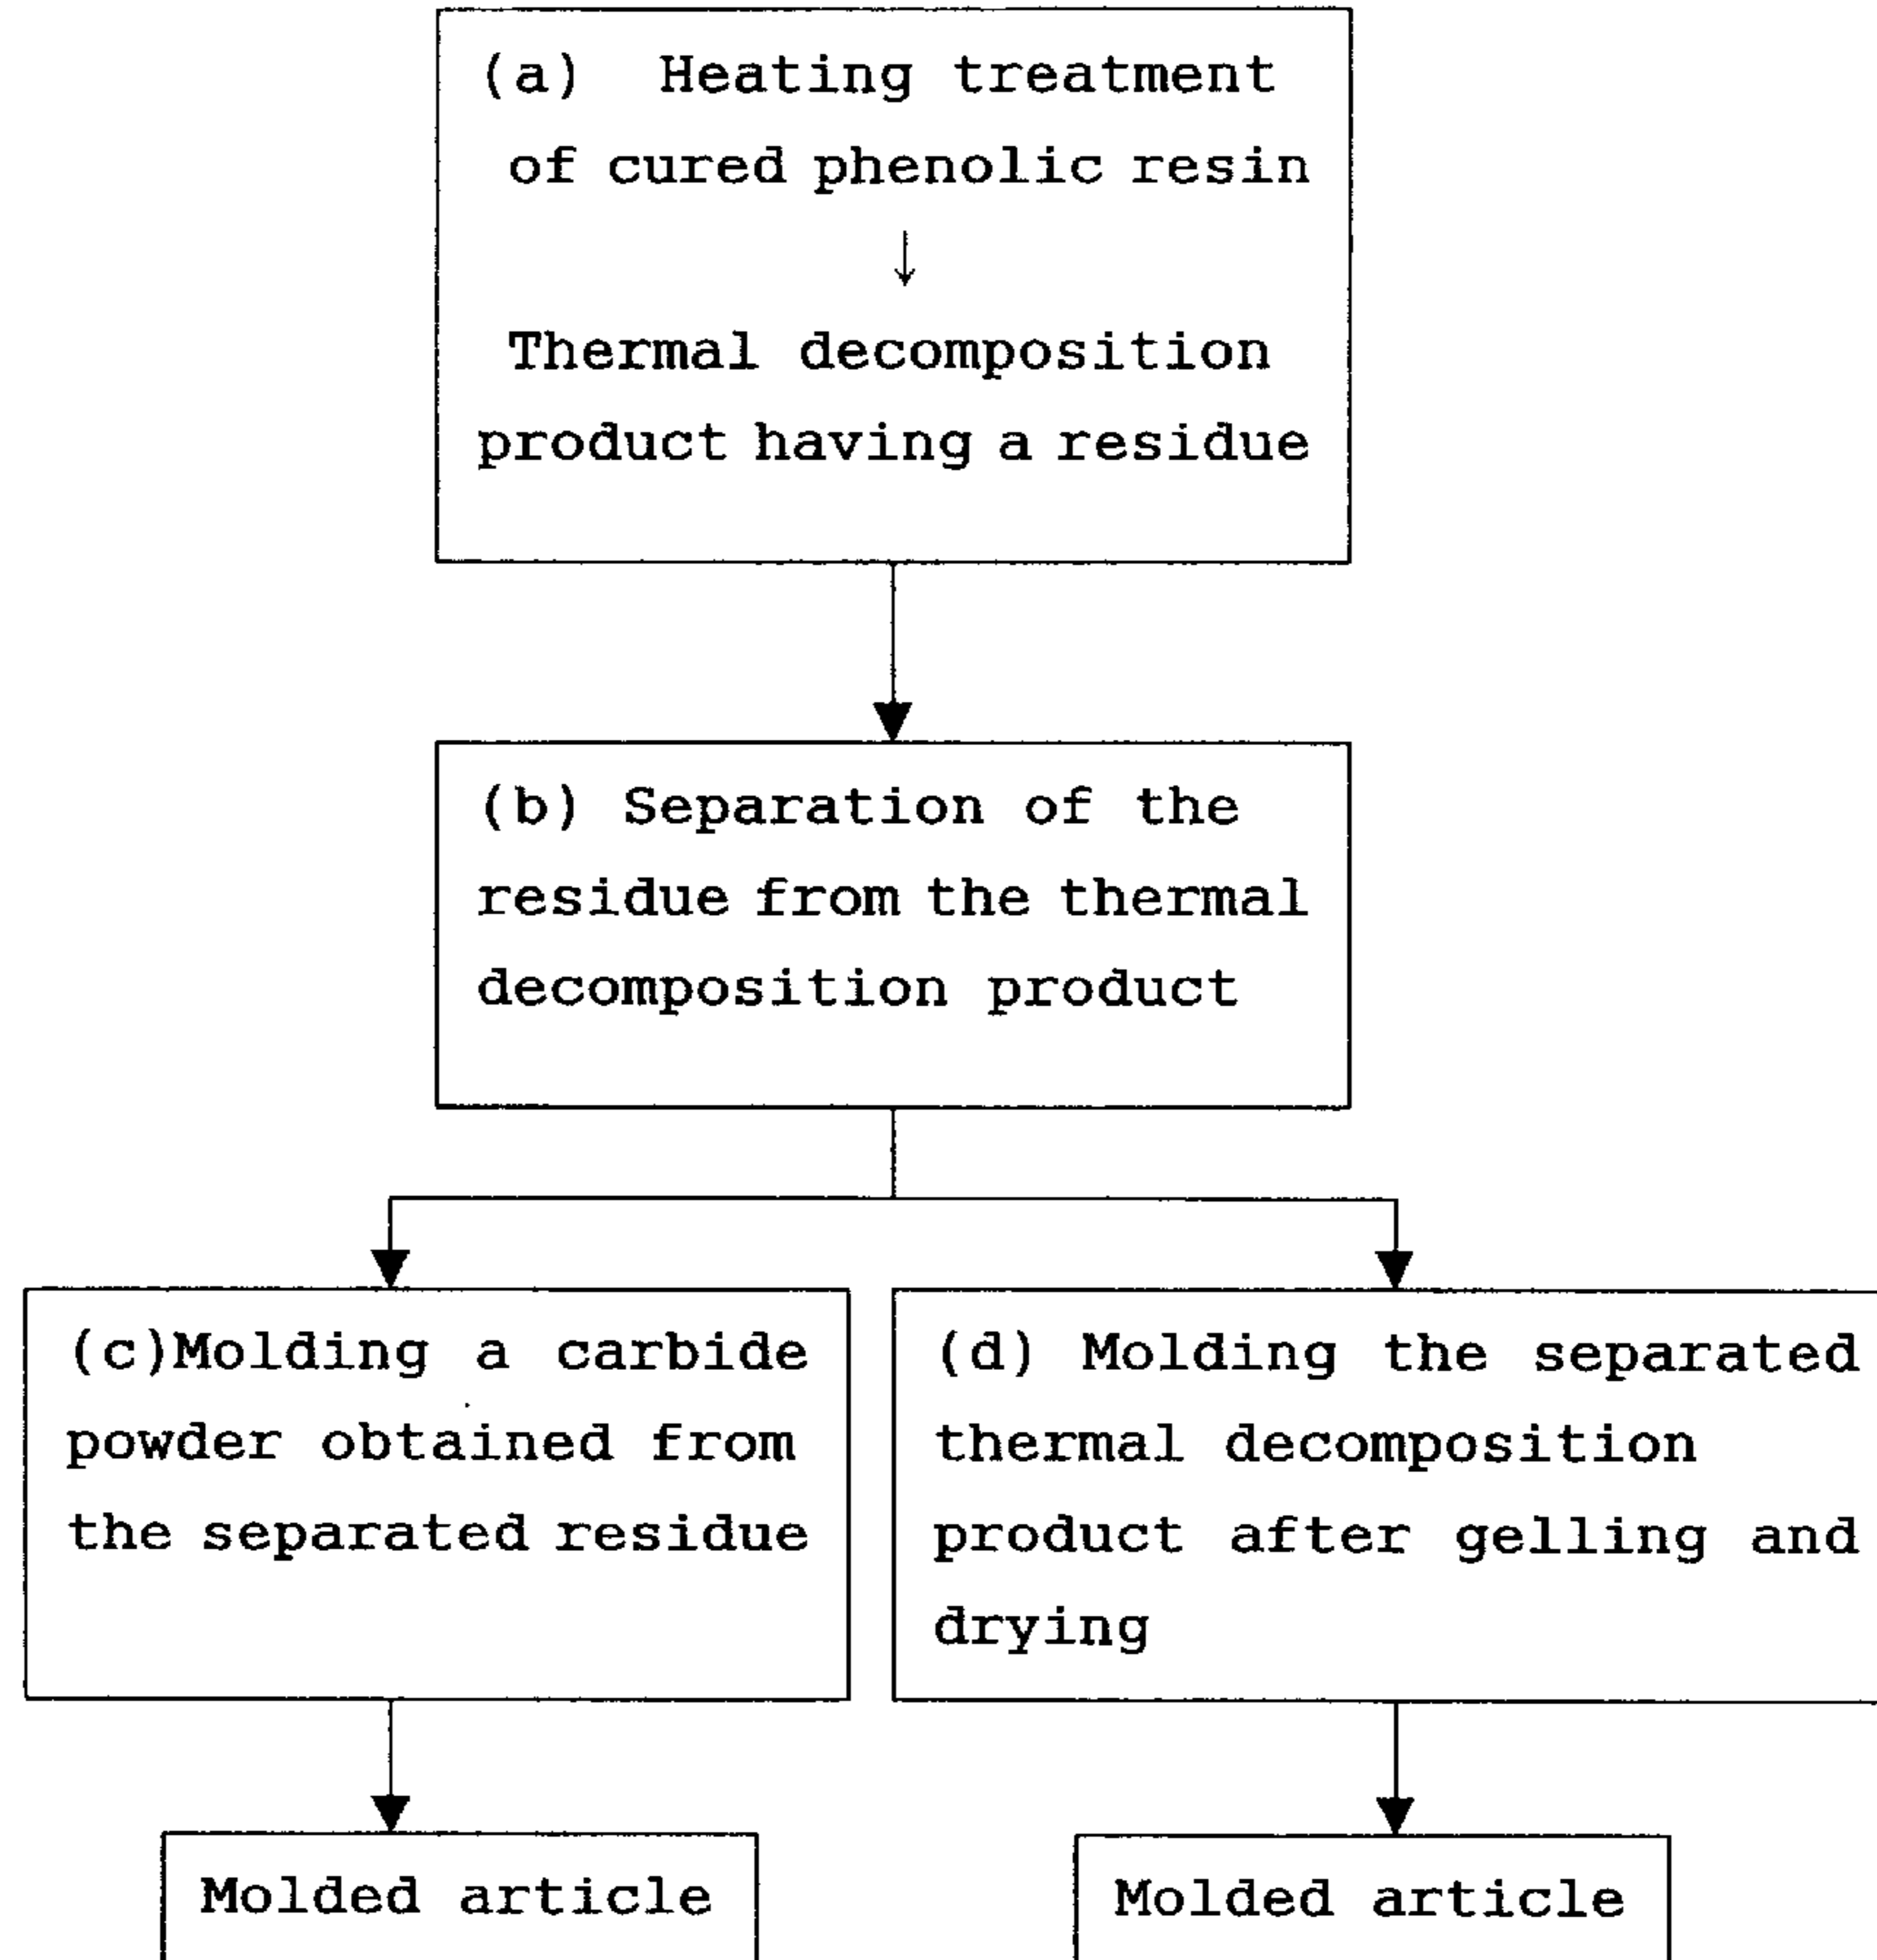 (a) Heating treatment
of cured phenolic resin
↓
Thermal decomposition
product having a residue
(b) Separation of the
residue from the thermal
decomposition product
(c)Molding a carbide
powder obtained from
the separated residue
(d) Molding the separated
thermal decomposition
product after gelling and
drying
Molded article
Molded article